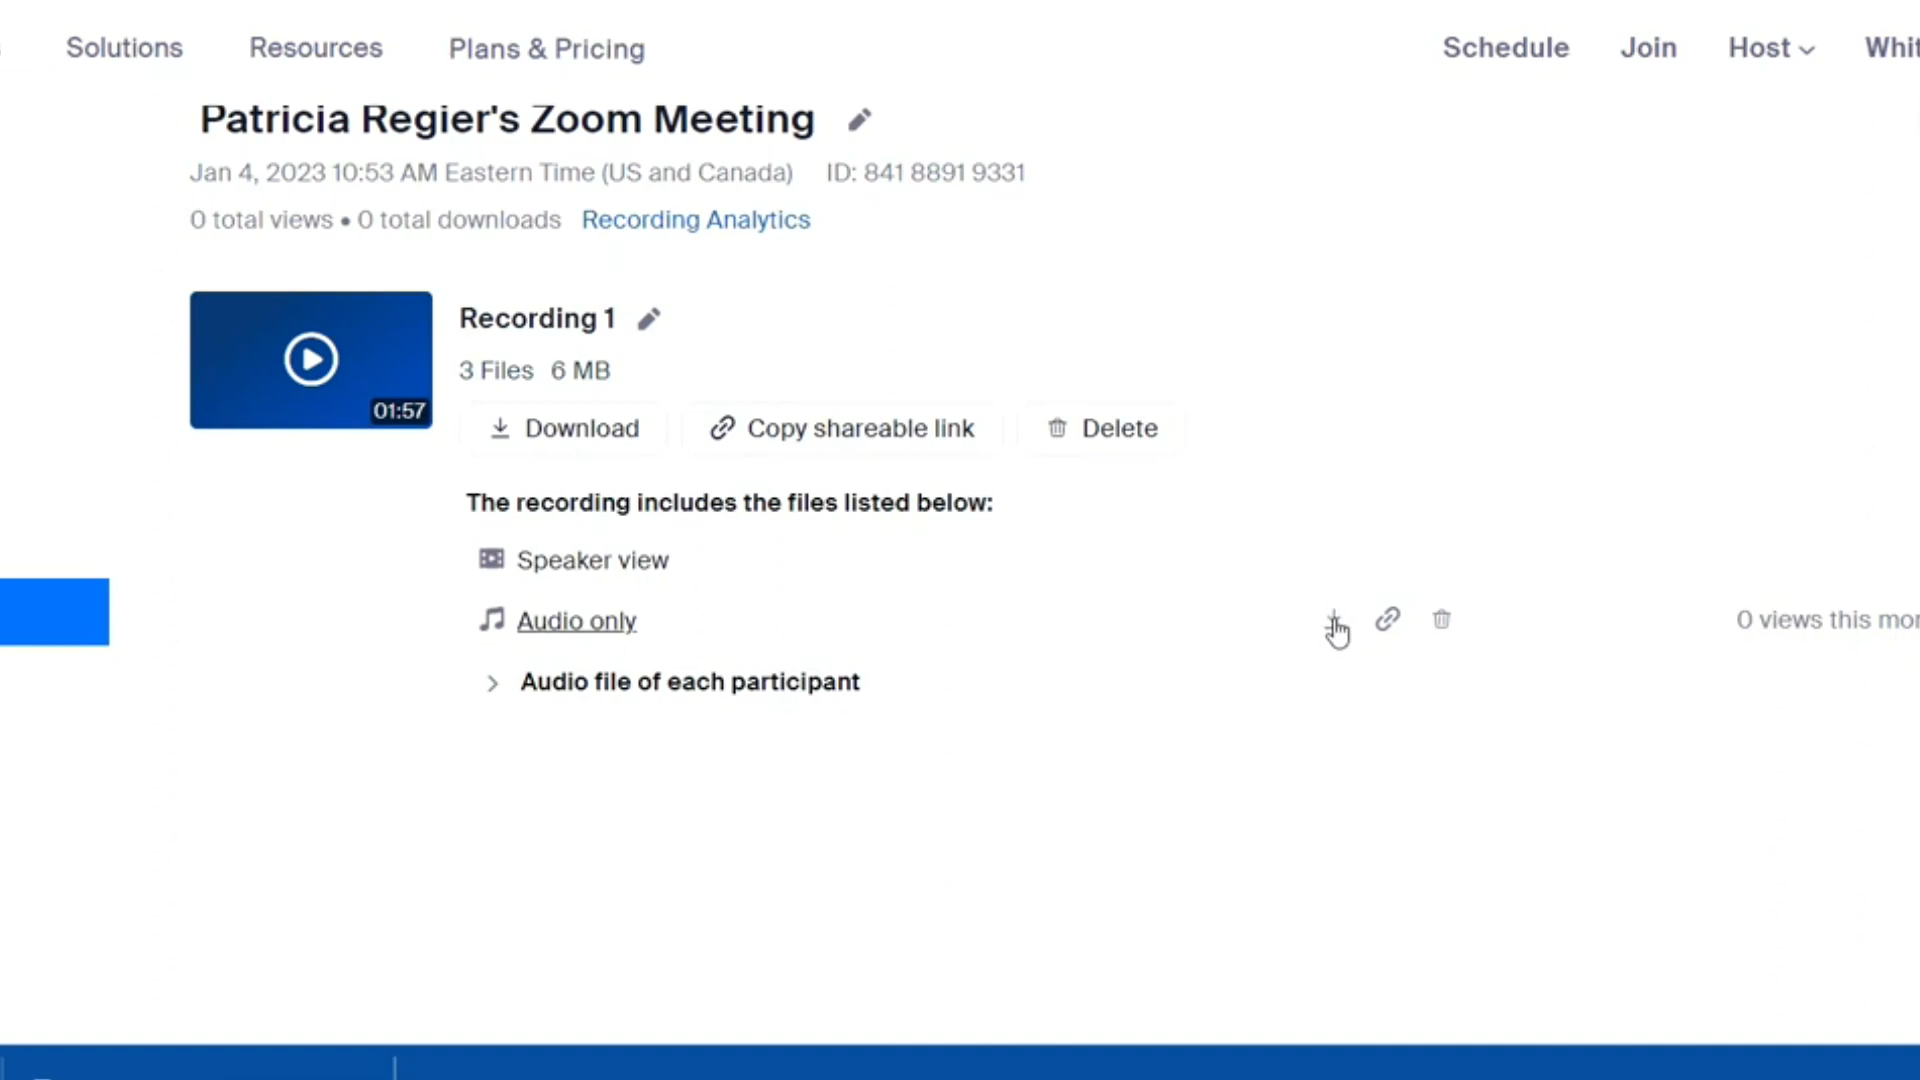 Solutions Resources Plans & Pricing Schedule Join Host
Patricia Regier's Zoom Meeting
Jan 4, 2023 10:53 AM Eastern Time (US and Canada) ID: 841 8891 9331
0 total views • 0 total downloads Recording Analytics
Recording 1
3 Files 6 MB
01:57
Download Copy shareable link Delete
The recording includes the files listed below:
Speaker view
Audio only 0 views this
Audio file of each participant